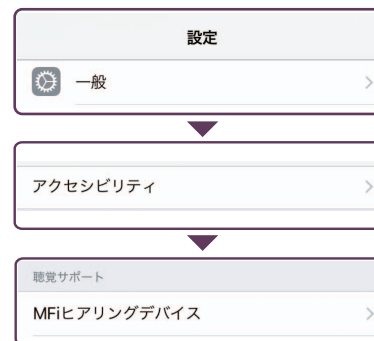 設定
一般
アクセシビリティ
聴覚サポート
MFiヒアリングデバイス